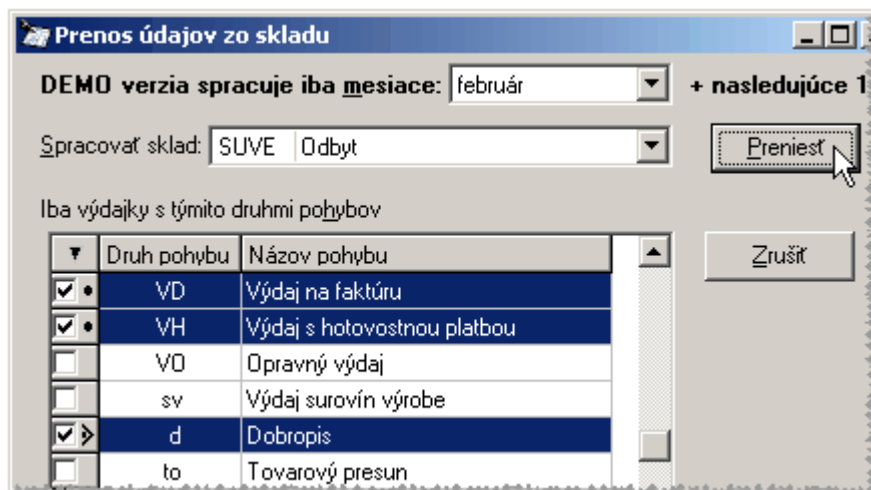 Prenos údajov zo skladu
DEMO verzia spracuje iba mesiace: február + nasledujúce 1
Spracovať sklad: SUVE Odbyt Preniesť
Iba výdajky s týmito druhmi pohybov
Druh pohybu Názov pohybu Zrušiť
VD Výdaj na faktúru
VH Výdaj s hotovostnou platbou
VO Opravný výdaj
sv Výdaj surovín výrobe
d Dobropis
to Tovarový presun